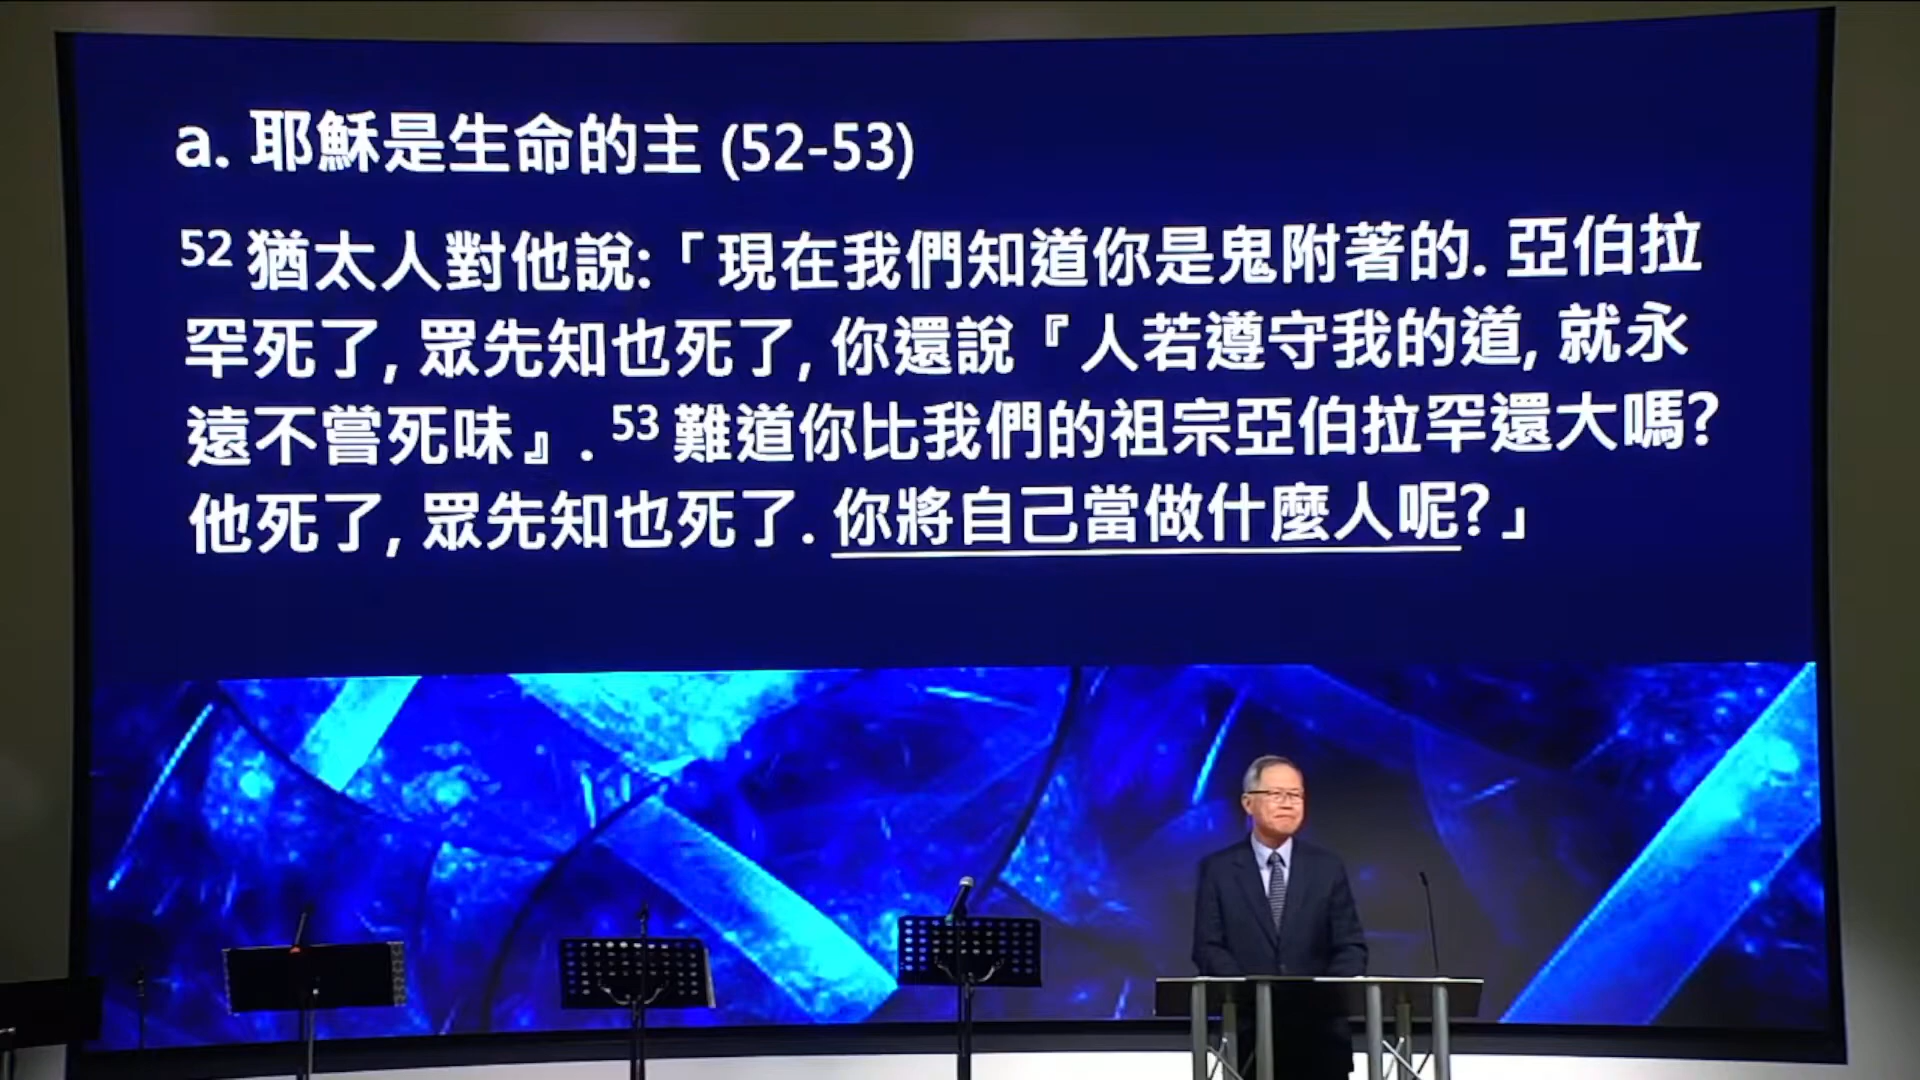 a. 耶穌是生命的主 (52-53)
52 猶太人對他說:「現在我們知道你是鬼附著的. 亞伯拉
罕死了, 眾先知也死了, 你還說『人若遵守我的道, 就永
遠不嘗死味』. 53 難道你比我們的祖宗亞伯拉罕還大嗎?
他死了, 眾先知也死了. 你將自己當做什麼人呢?」